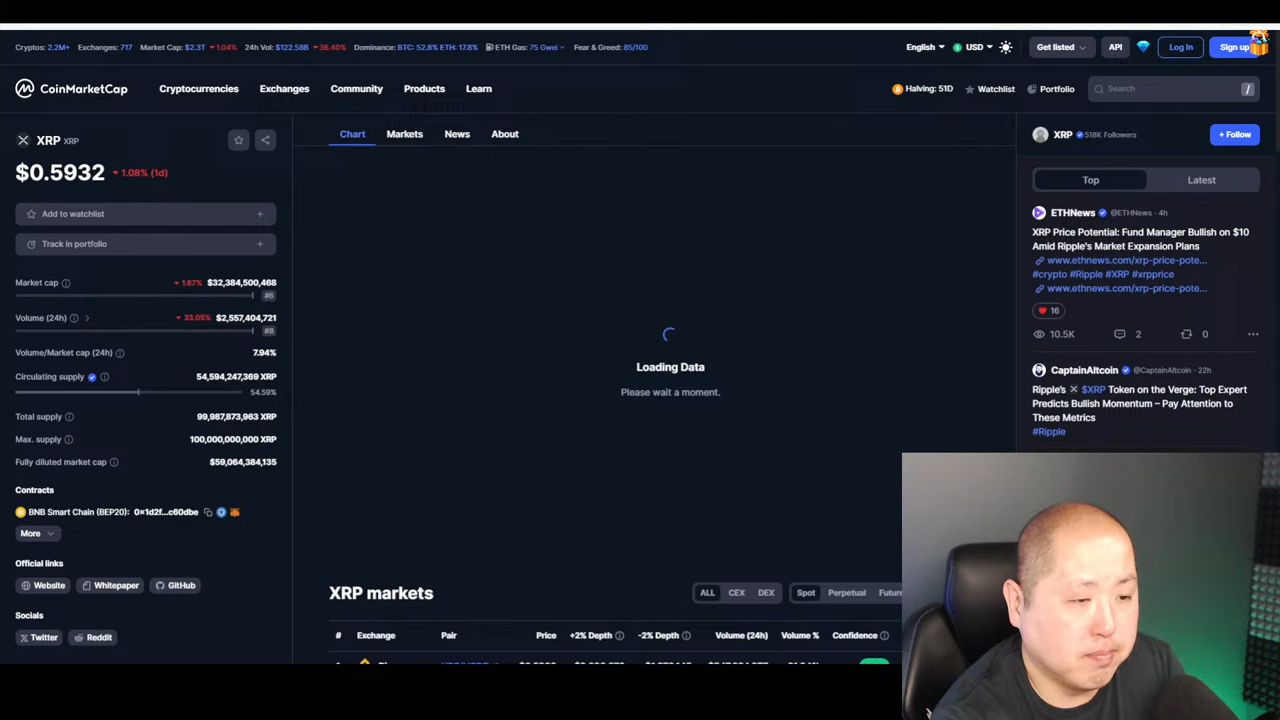 Cryptos: 2.2M+ Exchanges: 717 Market Cap: $2.3T 1.04% 24h Vol: $122.58B 36.40% Dominance: BTC: 52.8% ETH: 17.8% ETH Gas: 75 Gwei Fear & Greed: 85/100
English USD Get listed API Log In Sign up
CoinMarketCap Cryptocurrencies Exchanges Community Products Learn Halving: 51D Watchlist Portfolio Search /
XRP XRP
$0.5932 1.08% (1d)
Add to watchlist +
Track in portfolio +
Market cap 1.67% $32,384,500,468
#6
Volume (24h) 33.05% $2,557,404,721
#8
Volume/Market cap (24h) 7.94%
Circulating supply 54,594,247,369 XRP
54.59%
Total supply 99,987,873,963 XRP
Max. supply 100,000,000,000 XRP
Fully diluted market cap $59,064,384,135
Contracts
BNB Smart Chain (BEP20): 0x1d2f...c60dbe
More
Official links
Website Whitepaper GitHub
Socials
Twitter Reddit
Chart Markets News About
Loading Data
Please wait a moment.
XRP markets ALL CEX DEX Spot Perpetual
# Exchange Pair Price +2% Depth -2% Depth Volume (24h) Volume % Confidence
XRP 518K Followers + Follow
Top Latest
ETHNews @ETHNews · 4h
XRP Price Potential: Fund Manager Bullish on $10
Amid Ripple's Market Expansion Plans
www.ethnews.com/xrp-price-pote...
#crypto #Ripple #XRP #xrpprice
www.ethnews.com/xrp-price-pote...
16
10.5K 2 0 ...
CaptainAltcoin @CaptainAltcoin · 22h
Ripple's $XRP Token on the Verge: Top Expert
Predicts Bullish Momentum – Pay Attention to
These Metrics
#Ripple